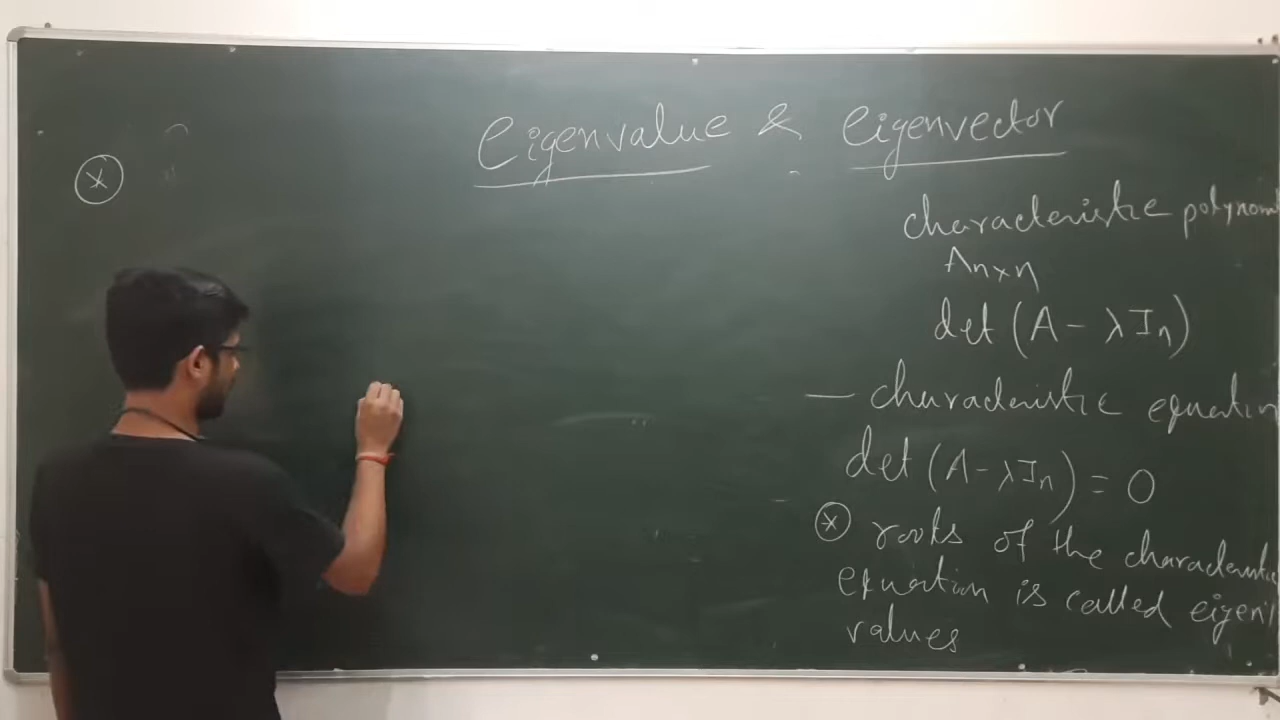 Eigenvalue & Eigenvector
characteristic polynom
An×n
det (A - λIn)
— characteristic equation
det (A - λIn) = 0
* roots of the characteristic
equation is called eigen
values
*